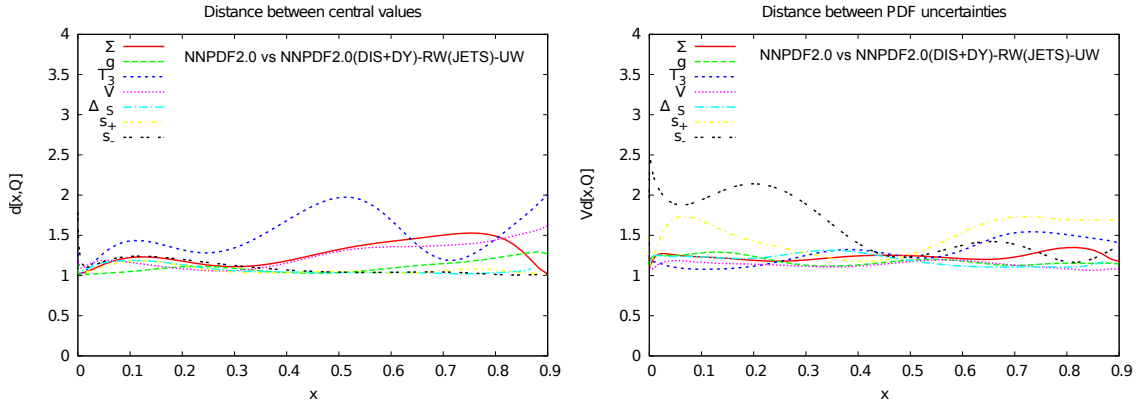 Distance between central values
d[x,Q]
4
3.5
3
2.5
2
1.5
1
0.5
0
NNPDF2.0 vs NNPDF2.0(DIS+DY)-RW(JETS)-UW
Σ
g
T3
V
ΔS
s+
s-
0 0.1 0.2 0.3 0.4 0.5 0.6 0.7 0.8 0.9
x
Distance between PDF uncertainties
Vd[x,Q]
4
3.5
3
2.5
2
1.5
1
0.5
0
NNPDF2.0 vs NNPDF2.0(DIS+DY)-RW(JETS)-UW
Σ
g
T3
V
ΔS
s+
s-
0 0.1 0.2 0.3 0.4 0.5 0.6 0.7 0.8 0.9
x